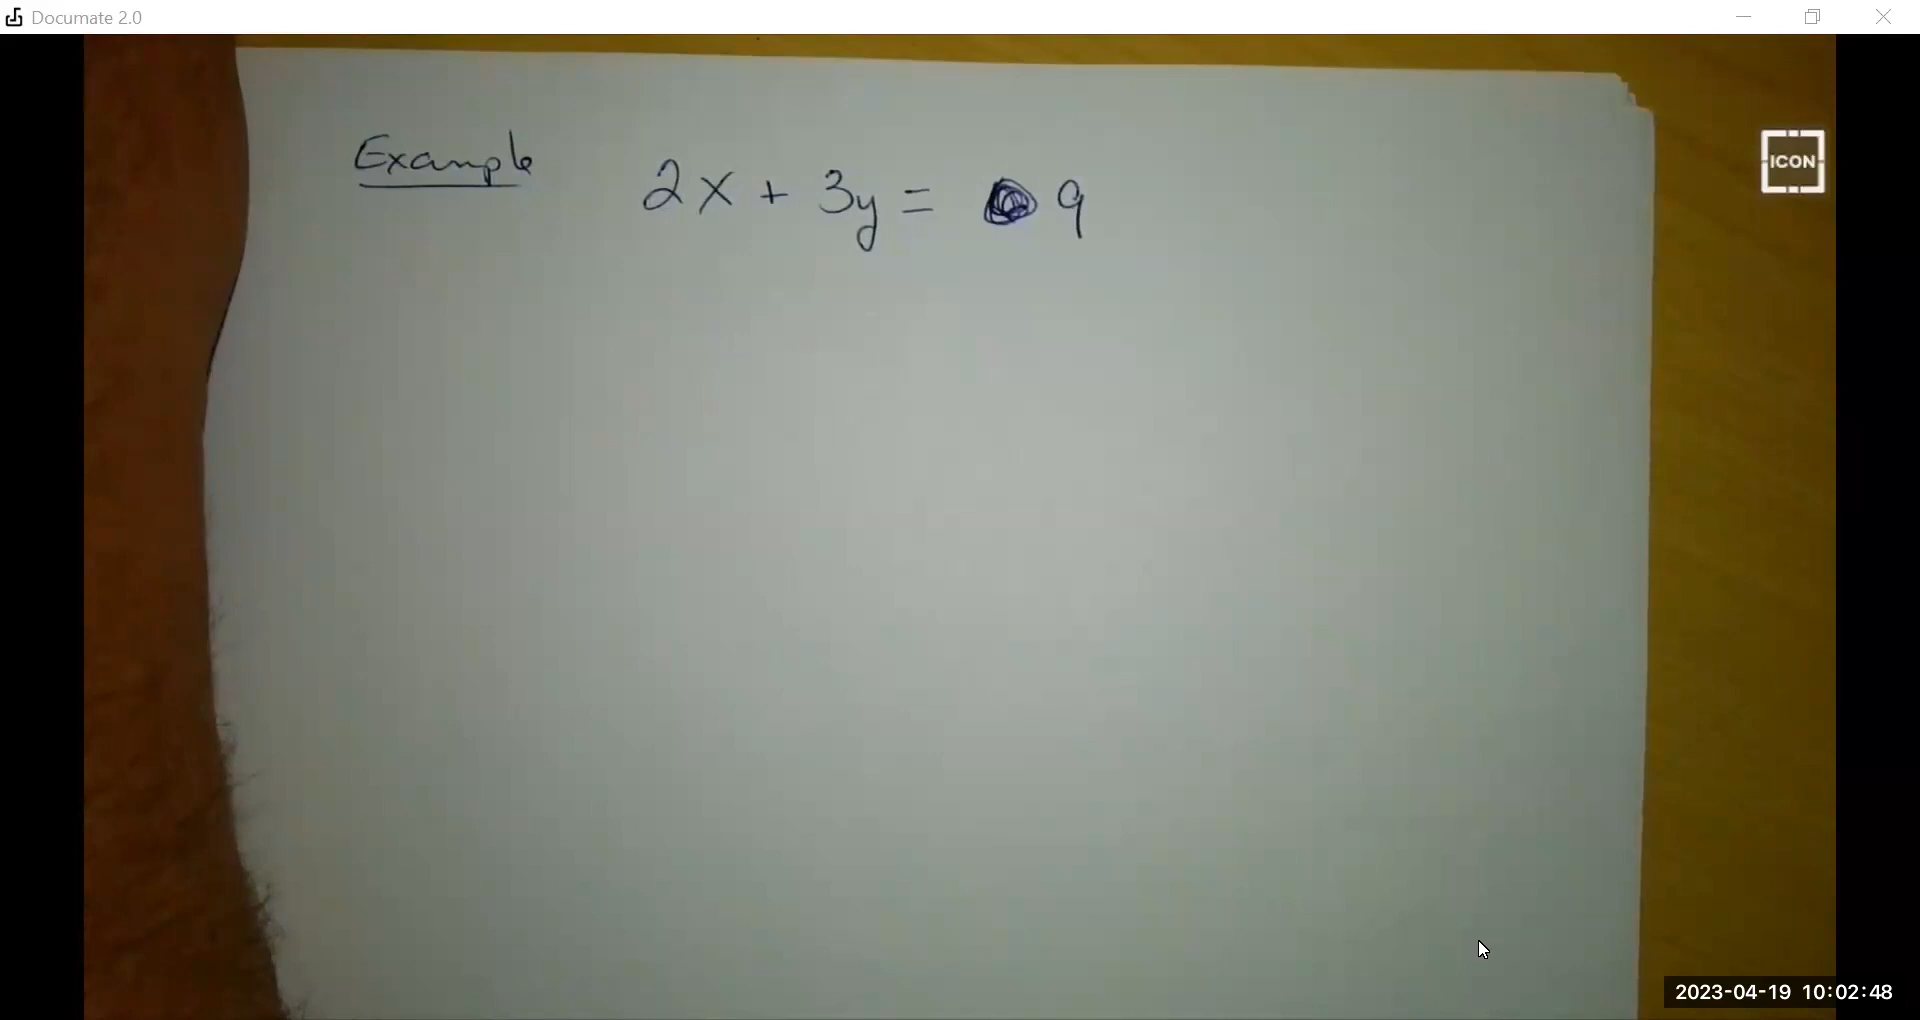 Documate 2.0
Example
2x + 3y = 9
ICON
2023-04-19 10:02:48